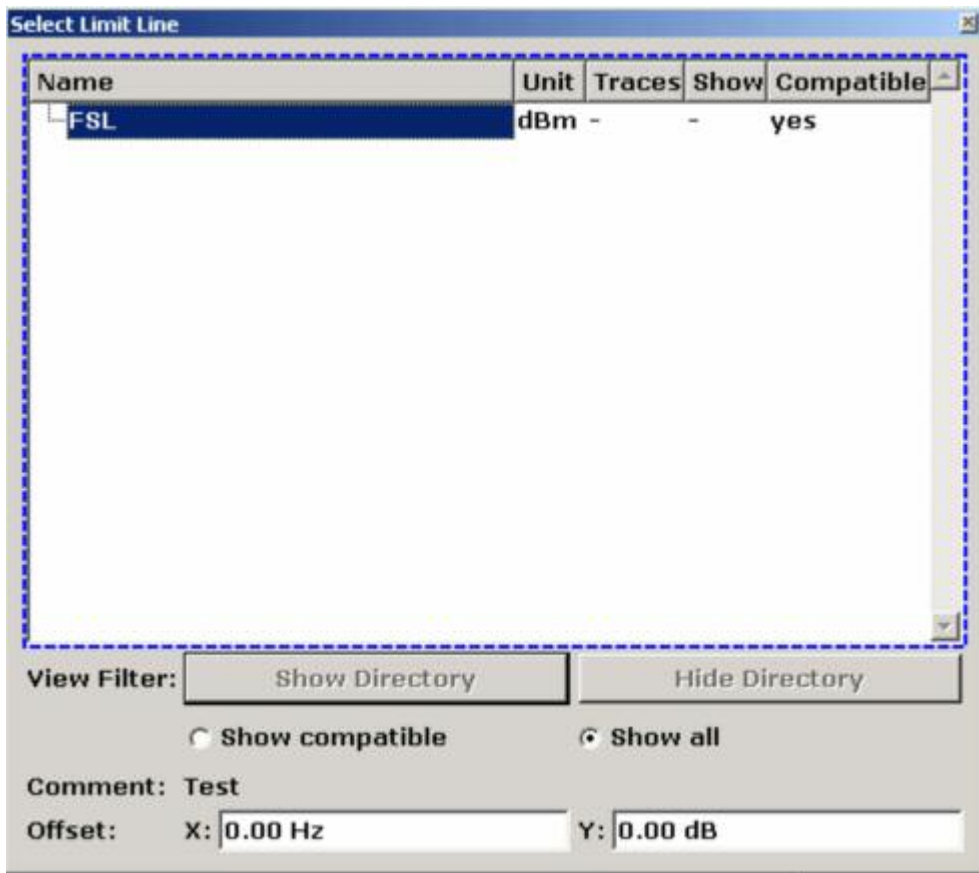 Select Limit Line
Name Unit Traces Show Compatible
FSL dBm - - yes
View Filter: Show Directory Hide Directory
Show compatible Show all
Comment: Test
Offset: X: 0.00 Hz Y: 0.00 dB